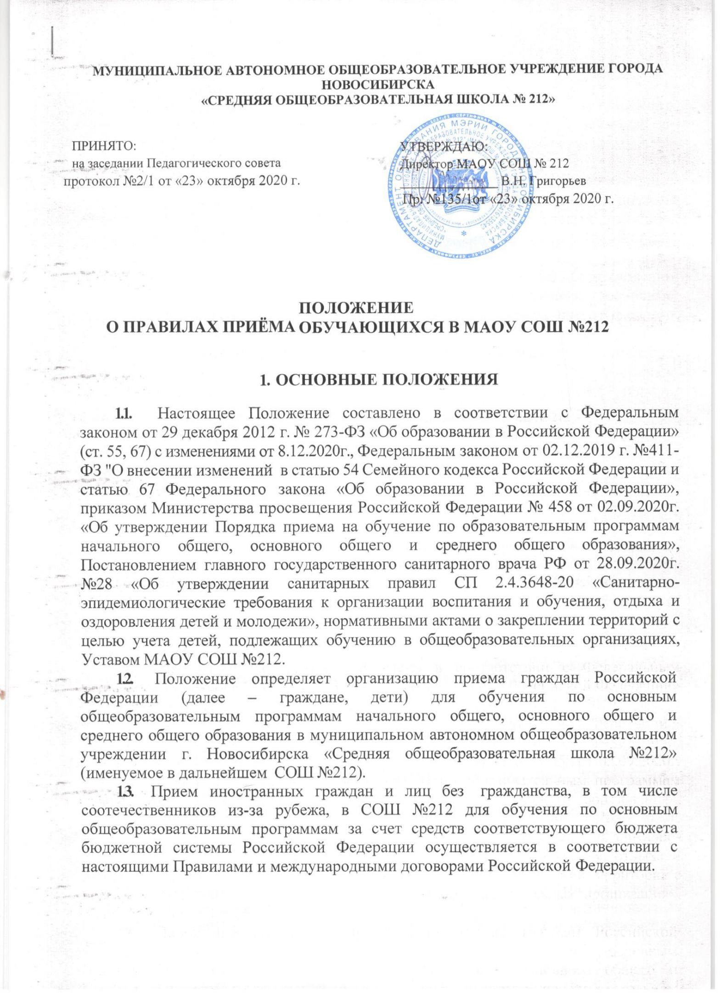 МУНИЦИПАЛЬНОЕ АВТОНОМНОЕ ОБЩЕОБРАЗОВАТЕЛЬНОЕ УЧРЕЖДЕНИЕ ГОРОДА
НОВОСИБИРСКА
«СРЕДНЯЯ ОБЩЕОБРАЗОВАТЕЛЬНАЯ ШКОЛА № 212»
ПРИНЯТО:
на заседании Педагогического совета
протокол №2/1 от «23» октября 2020 г.
УТВЕРЖДАЮ:
Директор МАОУ СОШ № 212
В.Н. Григорьев
Пр. №135/1от «23» октября 2020 г.
ДЕПАРТАМЕНТ ОБРАЗОВАНИЯ МЭРИИ ГОРОДА НОВОСИБИРСКА
ПОЛОЖЕНИЕ
О ПРАВИЛАХ ПРИЁМА ОБУЧАЮЩИХСЯ В МАОУ СОШ №212
1. ОСНОВНЫЕ ПОЛОЖЕНИЯ
1.1. Настоящее Положение составлено в соответствии с Федеральным
законом от 29 декабря 2012 г. № 273-ФЗ «Об образовании в Российской Федерации»
(ст. 55, 67) с изменениями от 8.12.2020г., Федеральным законом от 02.12.2019 г. №411-
ФЗ "О внесении изменений в статью 54 Семейного кодекса Российской Федерации и
статью 67 Федерального закона «Об образовании в Российской Федерации»,
приказом Министерства просвещения Российской Федерации № 458 от 02.09.2020г.
«Об утверждении Порядка приема на обучение по образовательным программам
начального общего, основного общего и среднего общего образования»,
Постановлением главного государственного санитарного врача РФ от 28.09.2020г.
№28 «Об утверждении санитарных правил СП 2.4.3648-20 «Санитарно-
эпидемиологические требования к организации воспитания и обучения, отдыха и
оздоровления детей и молодежи», нормативными актами о закреплении территорий с
целью учета детей, подлежащих обучению в общеобразовательных организациях,
Уставом МАОУ СОШ №212.
1.2. Положение определяет организацию приема граждан Российской
Федерации (далее – граждане, дети) для обучения по основным
общеобразовательным программам начального общего, основного общего и
среднего общего образования в муниципальном автономном общеобразовательном
учреждении г. Новосибирска «Средняя общеобразовательная школа №212»
(именуемое в дальнейшем СОШ №212).
1.3. Прием иностранных граждан и лиц без гражданства, в том числе
соотечественников из-за рубежа, в СОШ №212 для обучения по основным
общеобразовательным программам за счет средств соответствующего бюджета
бюджетной системы Российской Федерации осуществляется в соответствии с
настоящими Правилами и международными договорами Российской Федерации.